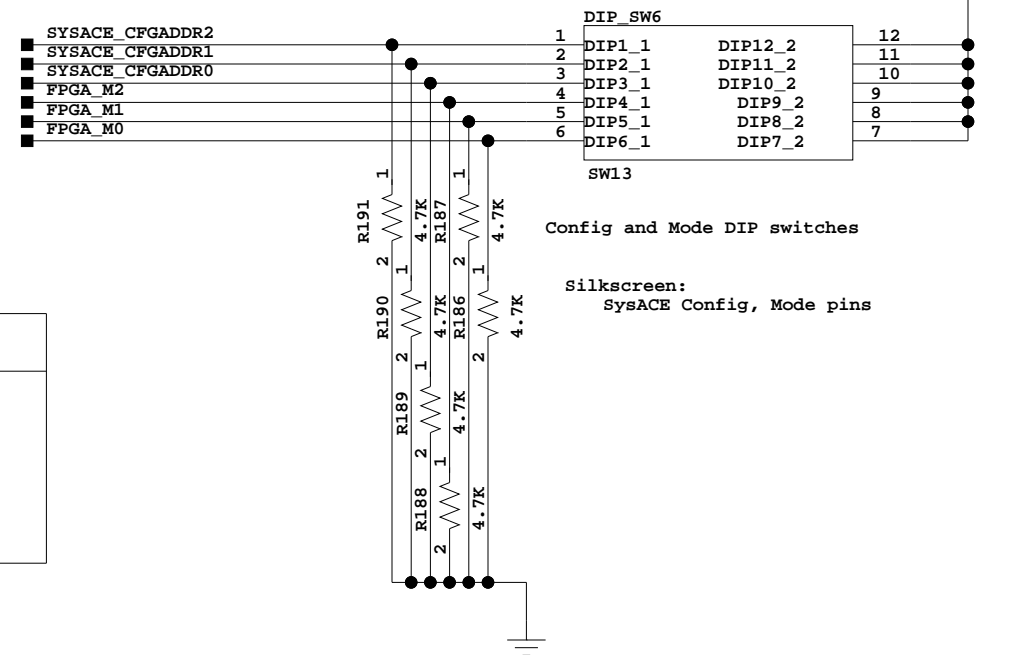 DIP_SW6
SYSACE_CFGADDR2
1
DIP1_1
DIP12_2
12
SYSACE_CFGADDR1
2
DIP2_1
DIP11_2
11
SYSACE_CFGADDR0
3
DIP3_1
DIP10_2
10
FPGA_M2
4
DIP4_1
DIP9_2
9
FPGA_M1
5
DIP5_1
DIP8_2
8
FPGA_M0
6
DIP6_1
DIP7_2
7
SW13
1
R191
2
4.7K
1
R187
2
4.7K
Config and Mode DIP switches
1
R190
2
4.7K
1
R186
2
4.7K
Silkscreen:
SysACE Config, Mode pins
1
R189
2
4.7K
1
R188
2
4.7K